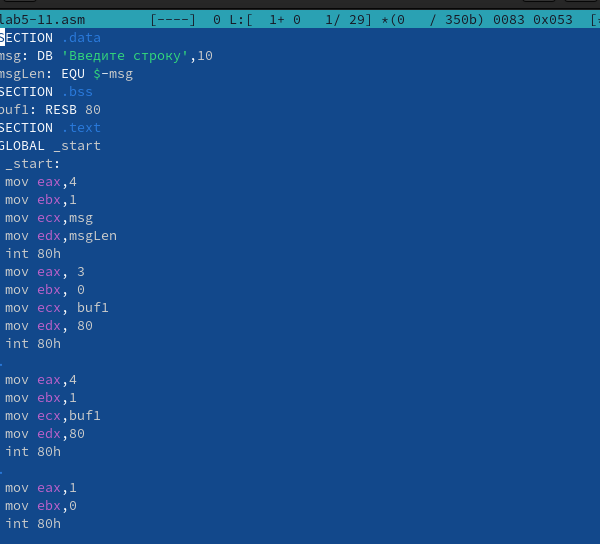 lab5-11.asm [----] 0 L:[ 1+ 0 1/ 29] *(0 / 350b) 0083 0x053 [
SECTION .data
msg: DB 'Введите строку',10
msgLen: EQU $-msg
SECTION .bss
buf1: RESB 80
SECTION .text
GLOBAL _start
_start:
mov eax,4
mov ebx,1
mov ecx,msg
mov edx,msgLen
int 80h
mov eax, 3
mov ebx, 0
mov ecx, buf1
mov edx, 80
int 80h
mov eax,4
mov ebx,1
mov ecx,buf1
mov edx,80
int 80h
mov eax,1
mov ebx,0
int 80h